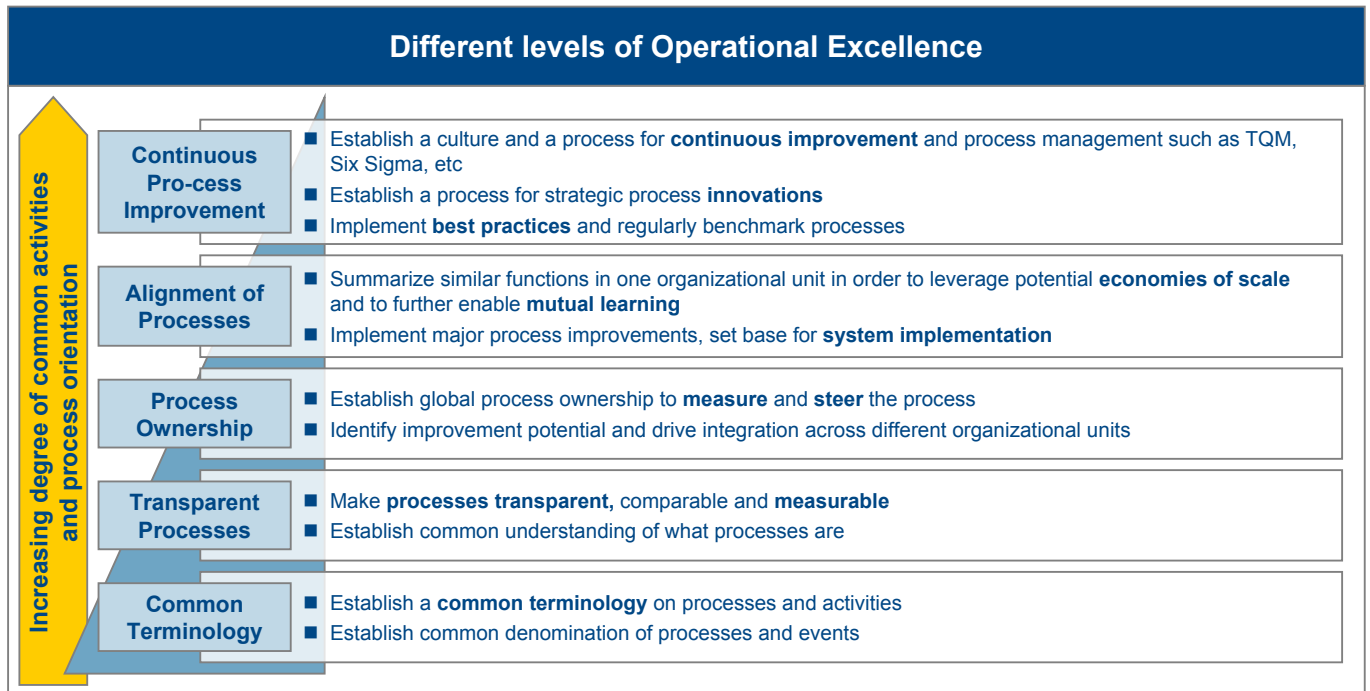 Different levels of Operational Excellence
Increasing degree of common activities
and process orientation
Continuous
Pro-cess
Improvement
■ Establish a culture and a process for continuous improvement and process management such as TQM,
Six Sigma, etc
■ Establish a process for strategic process innovations
■ Implement best practices and regularly benchmark processes
Alignment of
Processes
■ Summarize similar functions in one organizational unit in order to leverage potential economies of scale
and to further enable mutual learning
■ Implement major process improvements, set base for system implementation
Process
Ownership
■ Establish global process ownership to measure and steer the process
■ Identify improvement potential and drive integration across different organizational units
Transparent
Processes
■ Make processes transparent, comparable and measurable
■ Establish common understanding of what processes are
Common
Terminology
■ Establish a common terminology on processes and activities
■ Establish common denomination of processes and events